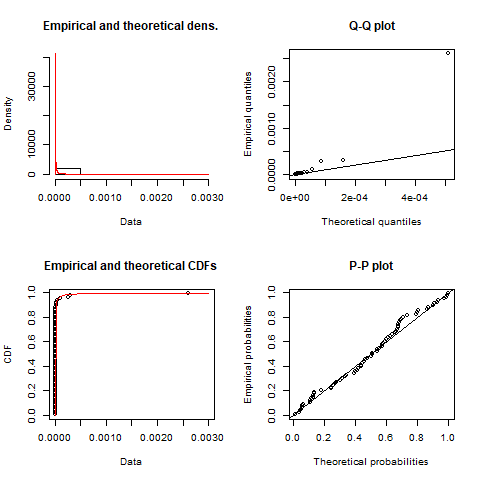 Empirical and theoretical dens.
Density
0 10000 40000
0.0000 0.0010 0.0020 0.0030
Data
Q-Q plot
Empirical quantiles
0.0000 0.0010 0.0020
0e+00 2e-04 4e-04
Theoretical quantiles
Empirical and theoretical CDFs
CDF
0.0 0.2 0.4 0.6 0.8 1.0
0.0000 0.0010 0.0020 0.0030
Data
P-P plot
Empirical probabilities
0.0 0.2 0.4 0.6 0.8 1.0
0.0 0.2 0.4 0.6 0.8 1.0
Theoretical probabilities